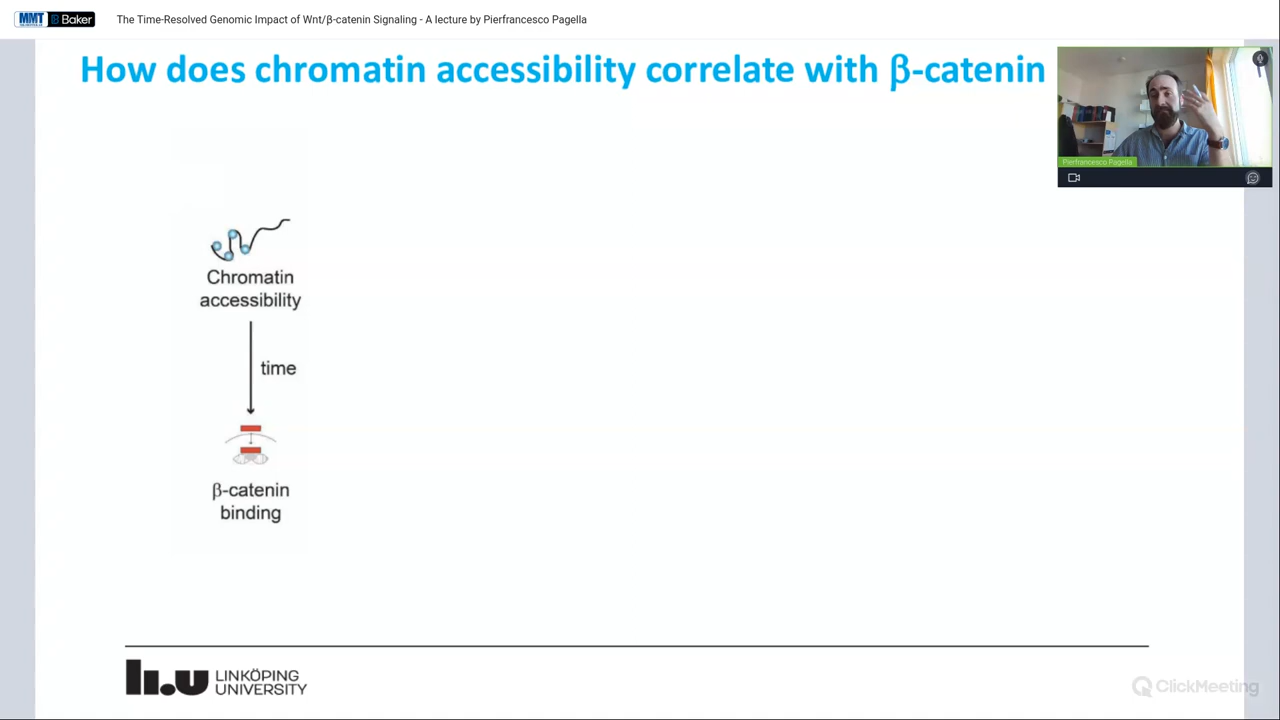 MMT
Baker
The Time-Resolved Genomic Impact of Wnt/β-catenin Signaling - A lecture by Pierfrancesco Pagella
How does chromatin accessibility correlate with β-catenin
Pierfrancesco Pagella
Chromatin
accessibility
time
β-catenin
binding
LINKÖPING
UNIVERSITY
ClickMeeting